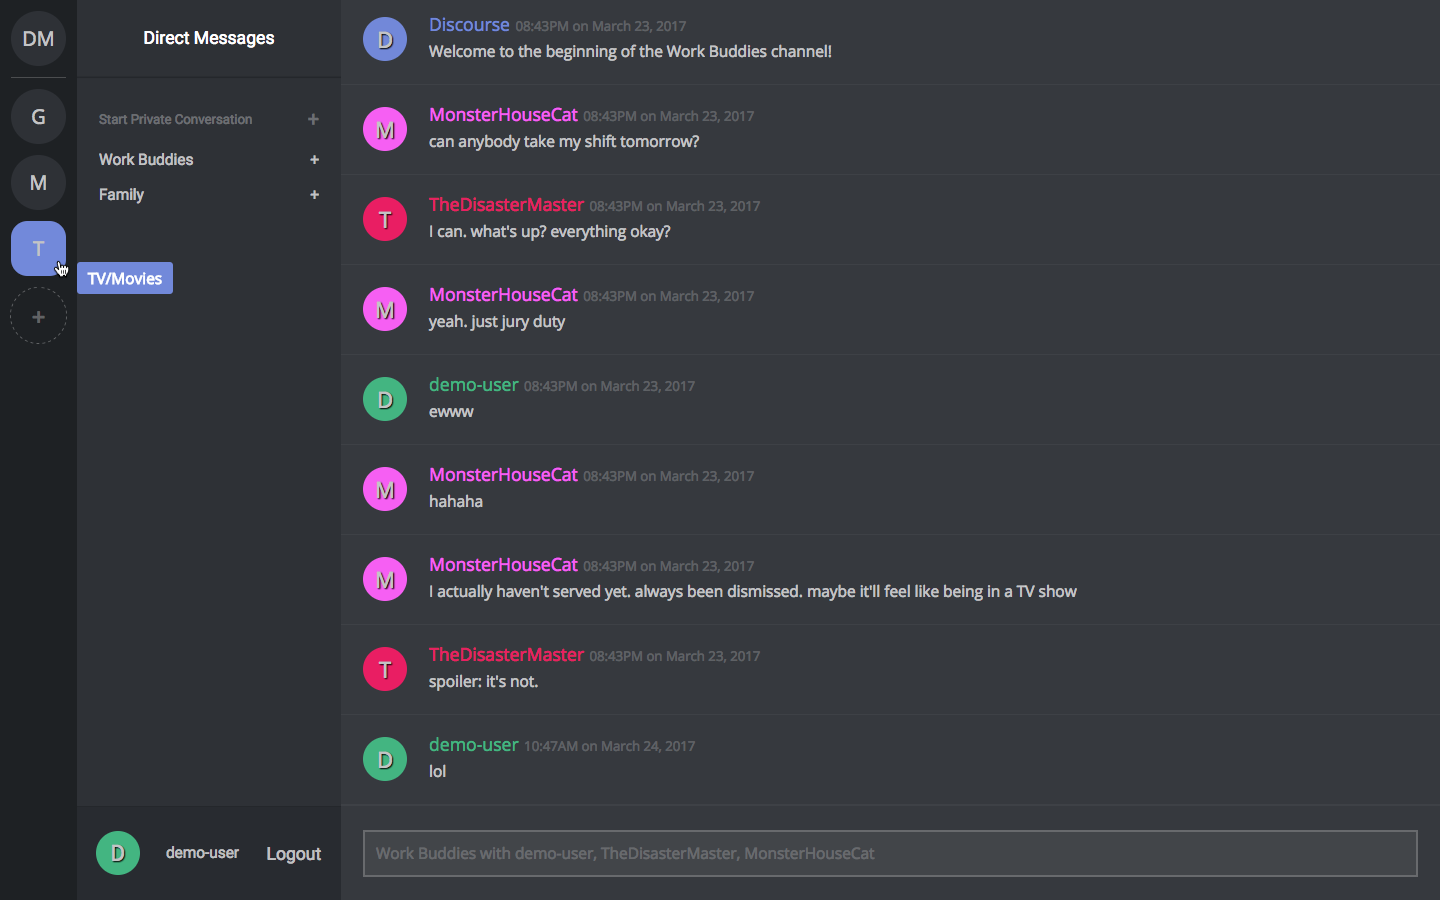 DM
G
M
T
+
TV/Movies
Direct Messages
Start Private Conversation +
Work Buddies +
Family +
D demo-user Logout
D
Discourse 08:43PM on March 23, 2017
Welcome to the beginning of the Work Buddies channel!
M
MonsterHouseCat 08:43PM on March 23, 2017
can anybody take my shift tomorrow?
T
TheDisasterMaster 08:43PM on March 23, 2017
I can. what's up? everything okay?
M
MonsterHouseCat 08:43PM on March 23, 2017
yeah. just jury duty
D
demo-user 08:43PM on March 23, 2017
ewww
M
MonsterHouseCat 08:43PM on March 23, 2017
hahaha
M
MonsterHouseCat 08:43PM on March 23, 2017
I actually haven't served yet. always been dismissed. maybe it'll feel like being in a TV show
T
TheDisasterMaster 08:43PM on March 23, 2017
spoiler: it's not.
D
demo-user 10:47AM on March 24, 2017
lol
Work Buddies with demo-user, TheDisasterMaster, MonsterHouseCat